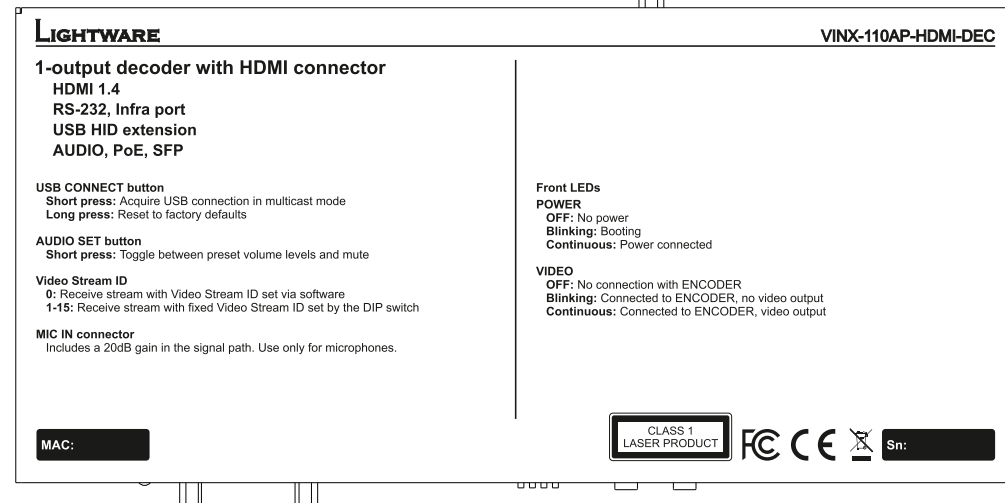 LIGHTWARE
VINX-110AP-HDMI-DEC
1-output decoder with HDMI connector
HDMI 1.4
RS-232, Infra port
USB HID extension
AUDIO, PoE, SFP
USB CONNECT button
Short press: Acquire USB connection in multicast mode
Long press: Reset to factory defaults
AUDIO SET button
Short press: Toggle between preset volume levels and mute
Video Stream ID
0: Receive stream with Video Stream ID set via software
1-15: Receive stream with fixed Video Stream ID set by the DIP switch
MIC IN connector
Includes a 20dB gain in the signal path. Use only for microphones.
Front LEDs
POWER
OFF: No power
Blinking: Booting
Continuous: Power connected
VIDEO
OFF: No connection with ENCODER
Blinking: Connected to ENCODER, no video output
Continuous: Connected to ENCODER, video output
MAC:
CLASS 1
LASER PRODUCT
FC CE
Sn: